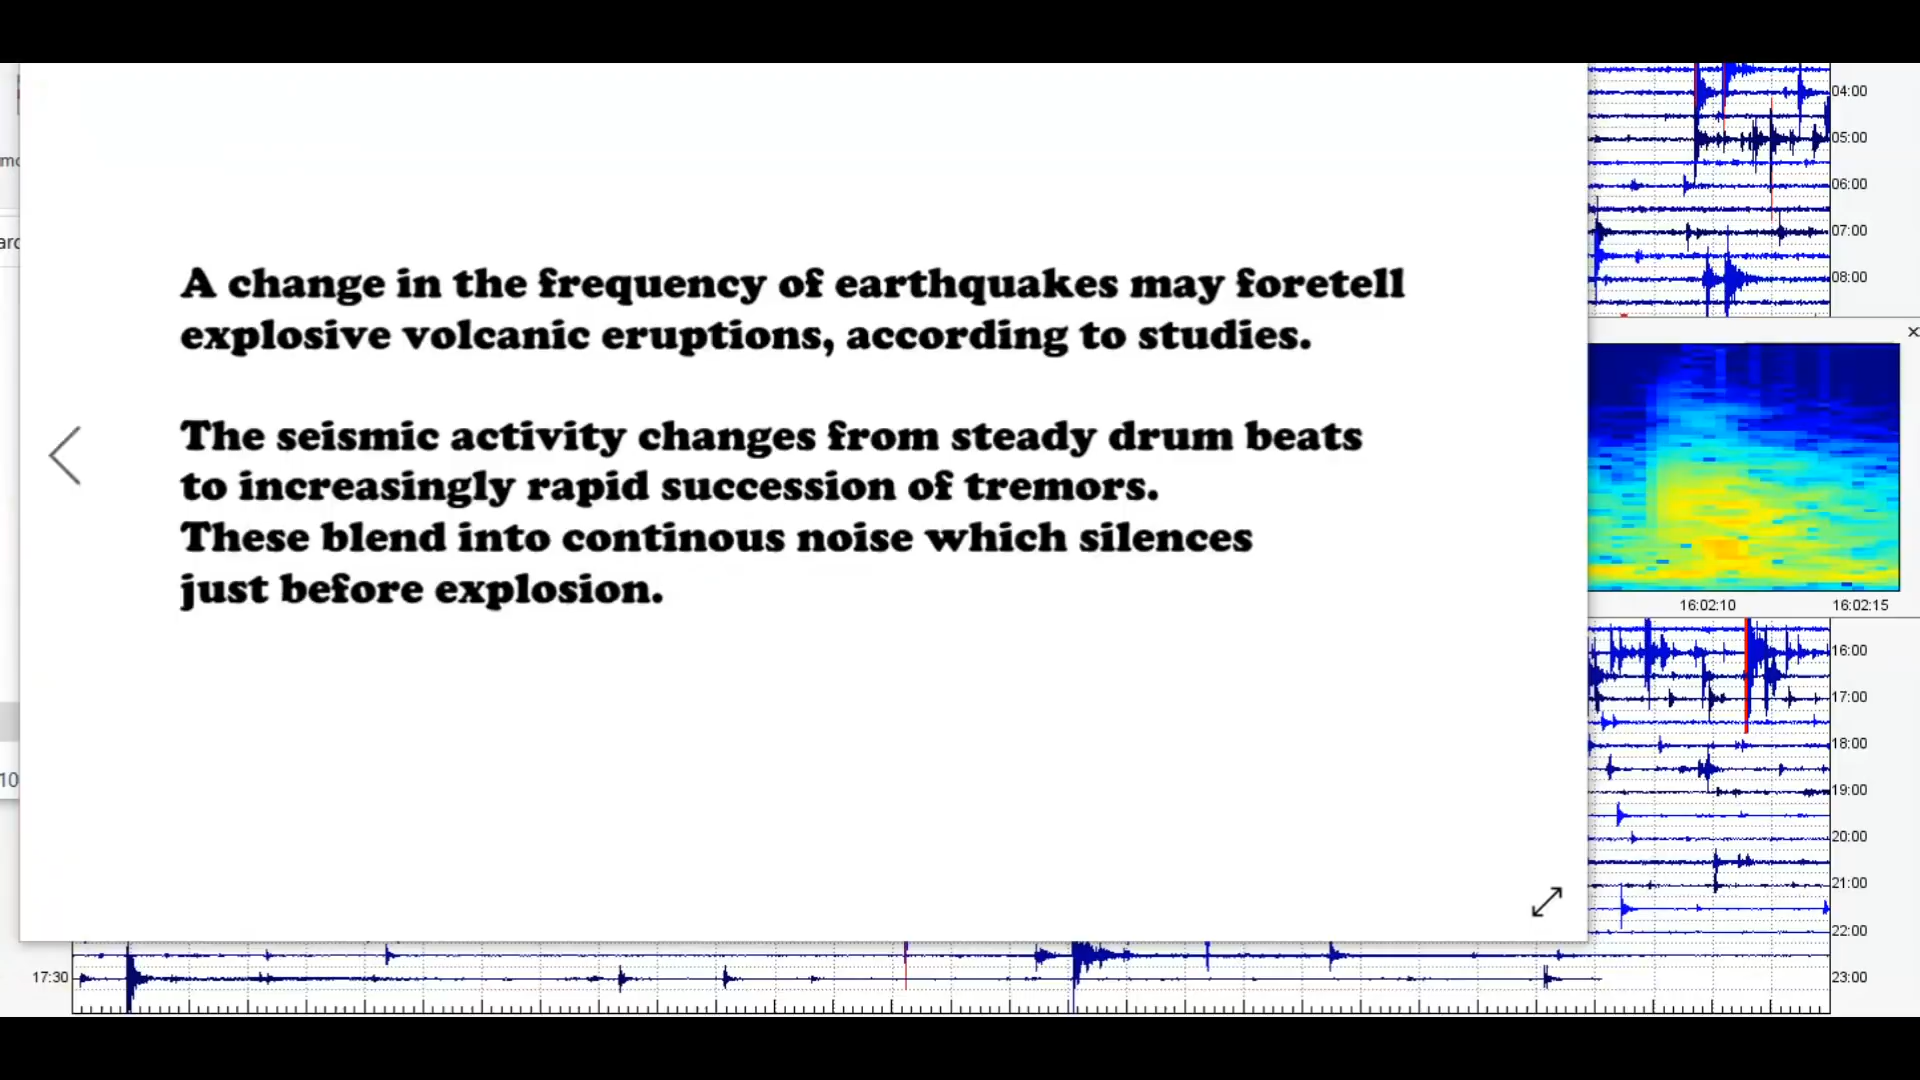 A change in the frequency of earthquakes may foretell
explosive volcanic eruptions, according to studies.
The seismic activity changes from steady drum beats
to increasingly rapid succession of tremors.
These blend into continous noise which silences
just before explosion.
04:00
05:00
06:00
07:00
08:00
16:02:10 16:02:15
16:00
17:00
18:00
19:00
20:00
21:00
22:00
17:30 23:00
10